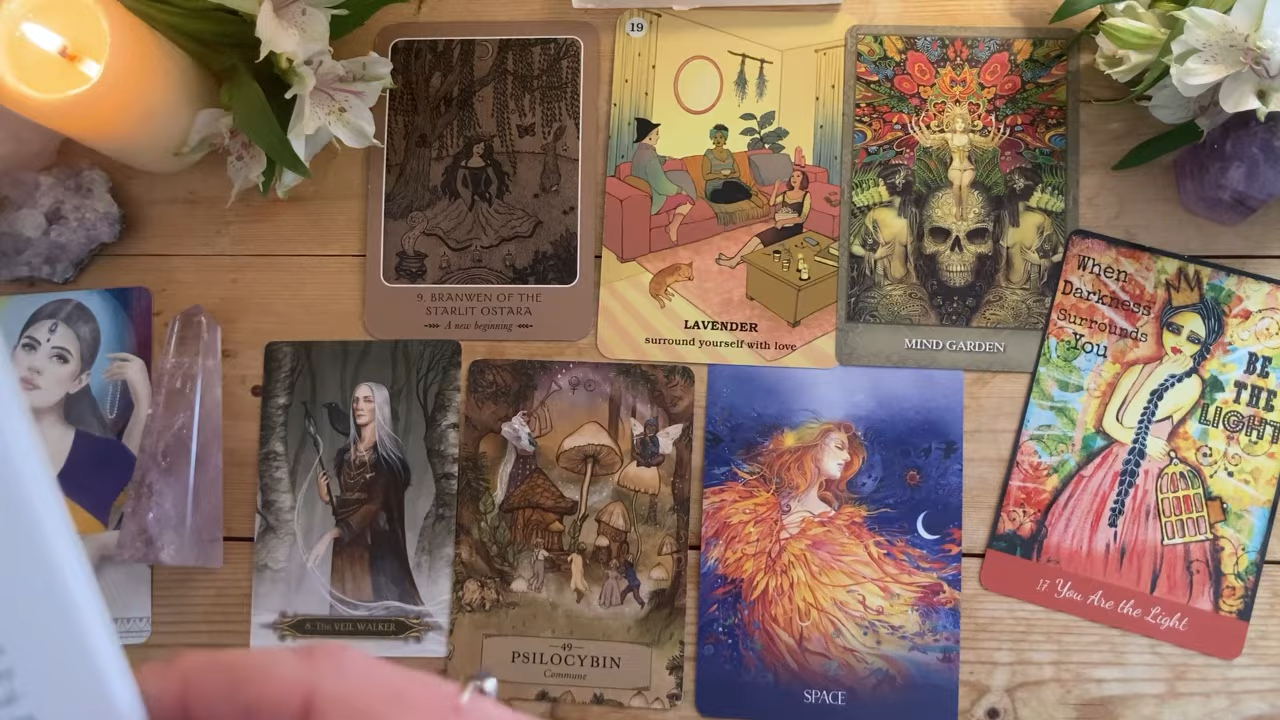 9. BRANWEN OF THE
STARLIT OSTARA
A new beginning
19
LAVENDER
surround yourself with love
MIND GARDEN
When
Darkness
Surrounds
You
BE
THE
LIGHT
17 You Are the Light
8. The VEIL WALKER
49
PSILOCYBIN
Commune
SPACE